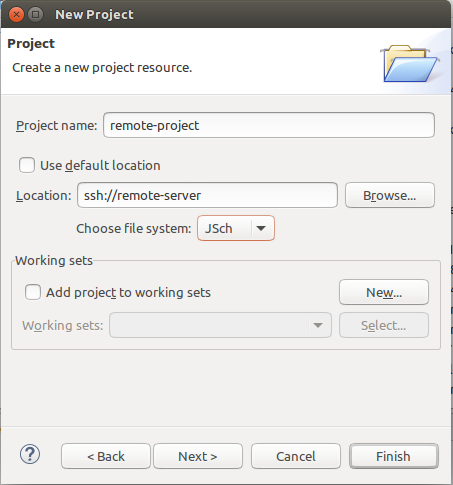 New Project
Project
Create a new project resource.
Project name: remote-project
Use default location
Location: ssh://remote-server Browse...
Choose file system: JSch
Working sets
Add project to working sets New...
Working sets: Select...
? < Back Next > Cancel Finish